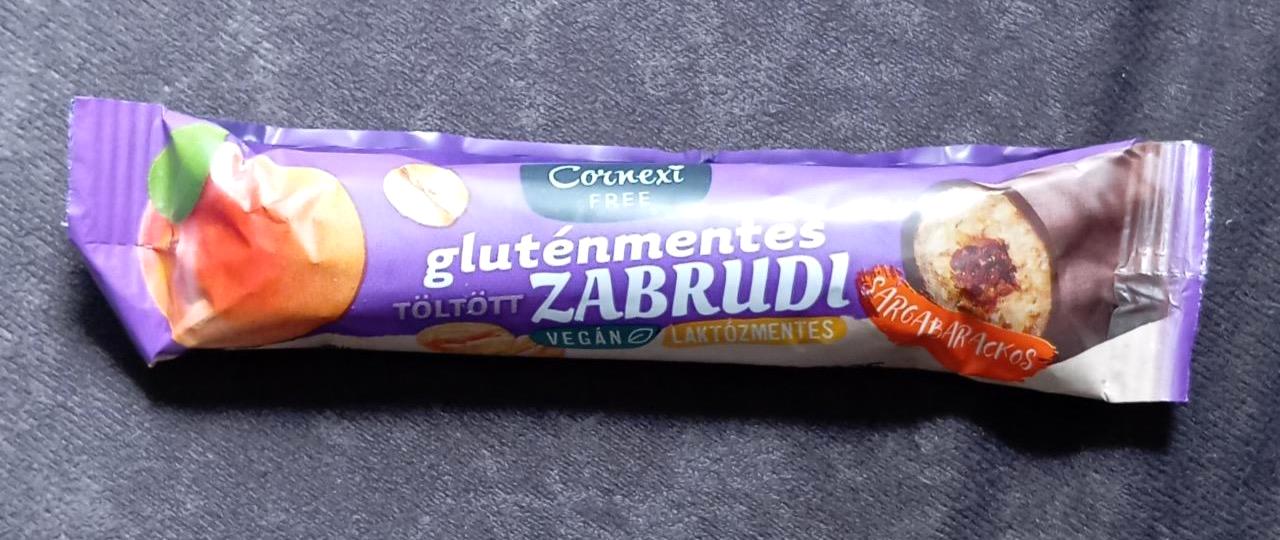 Cornexi
FREE
gluténmentes
TÖLTÖTT ZABRUDI
VEGÁN LAKTÓZMENTES
SÁRGABARACKOS